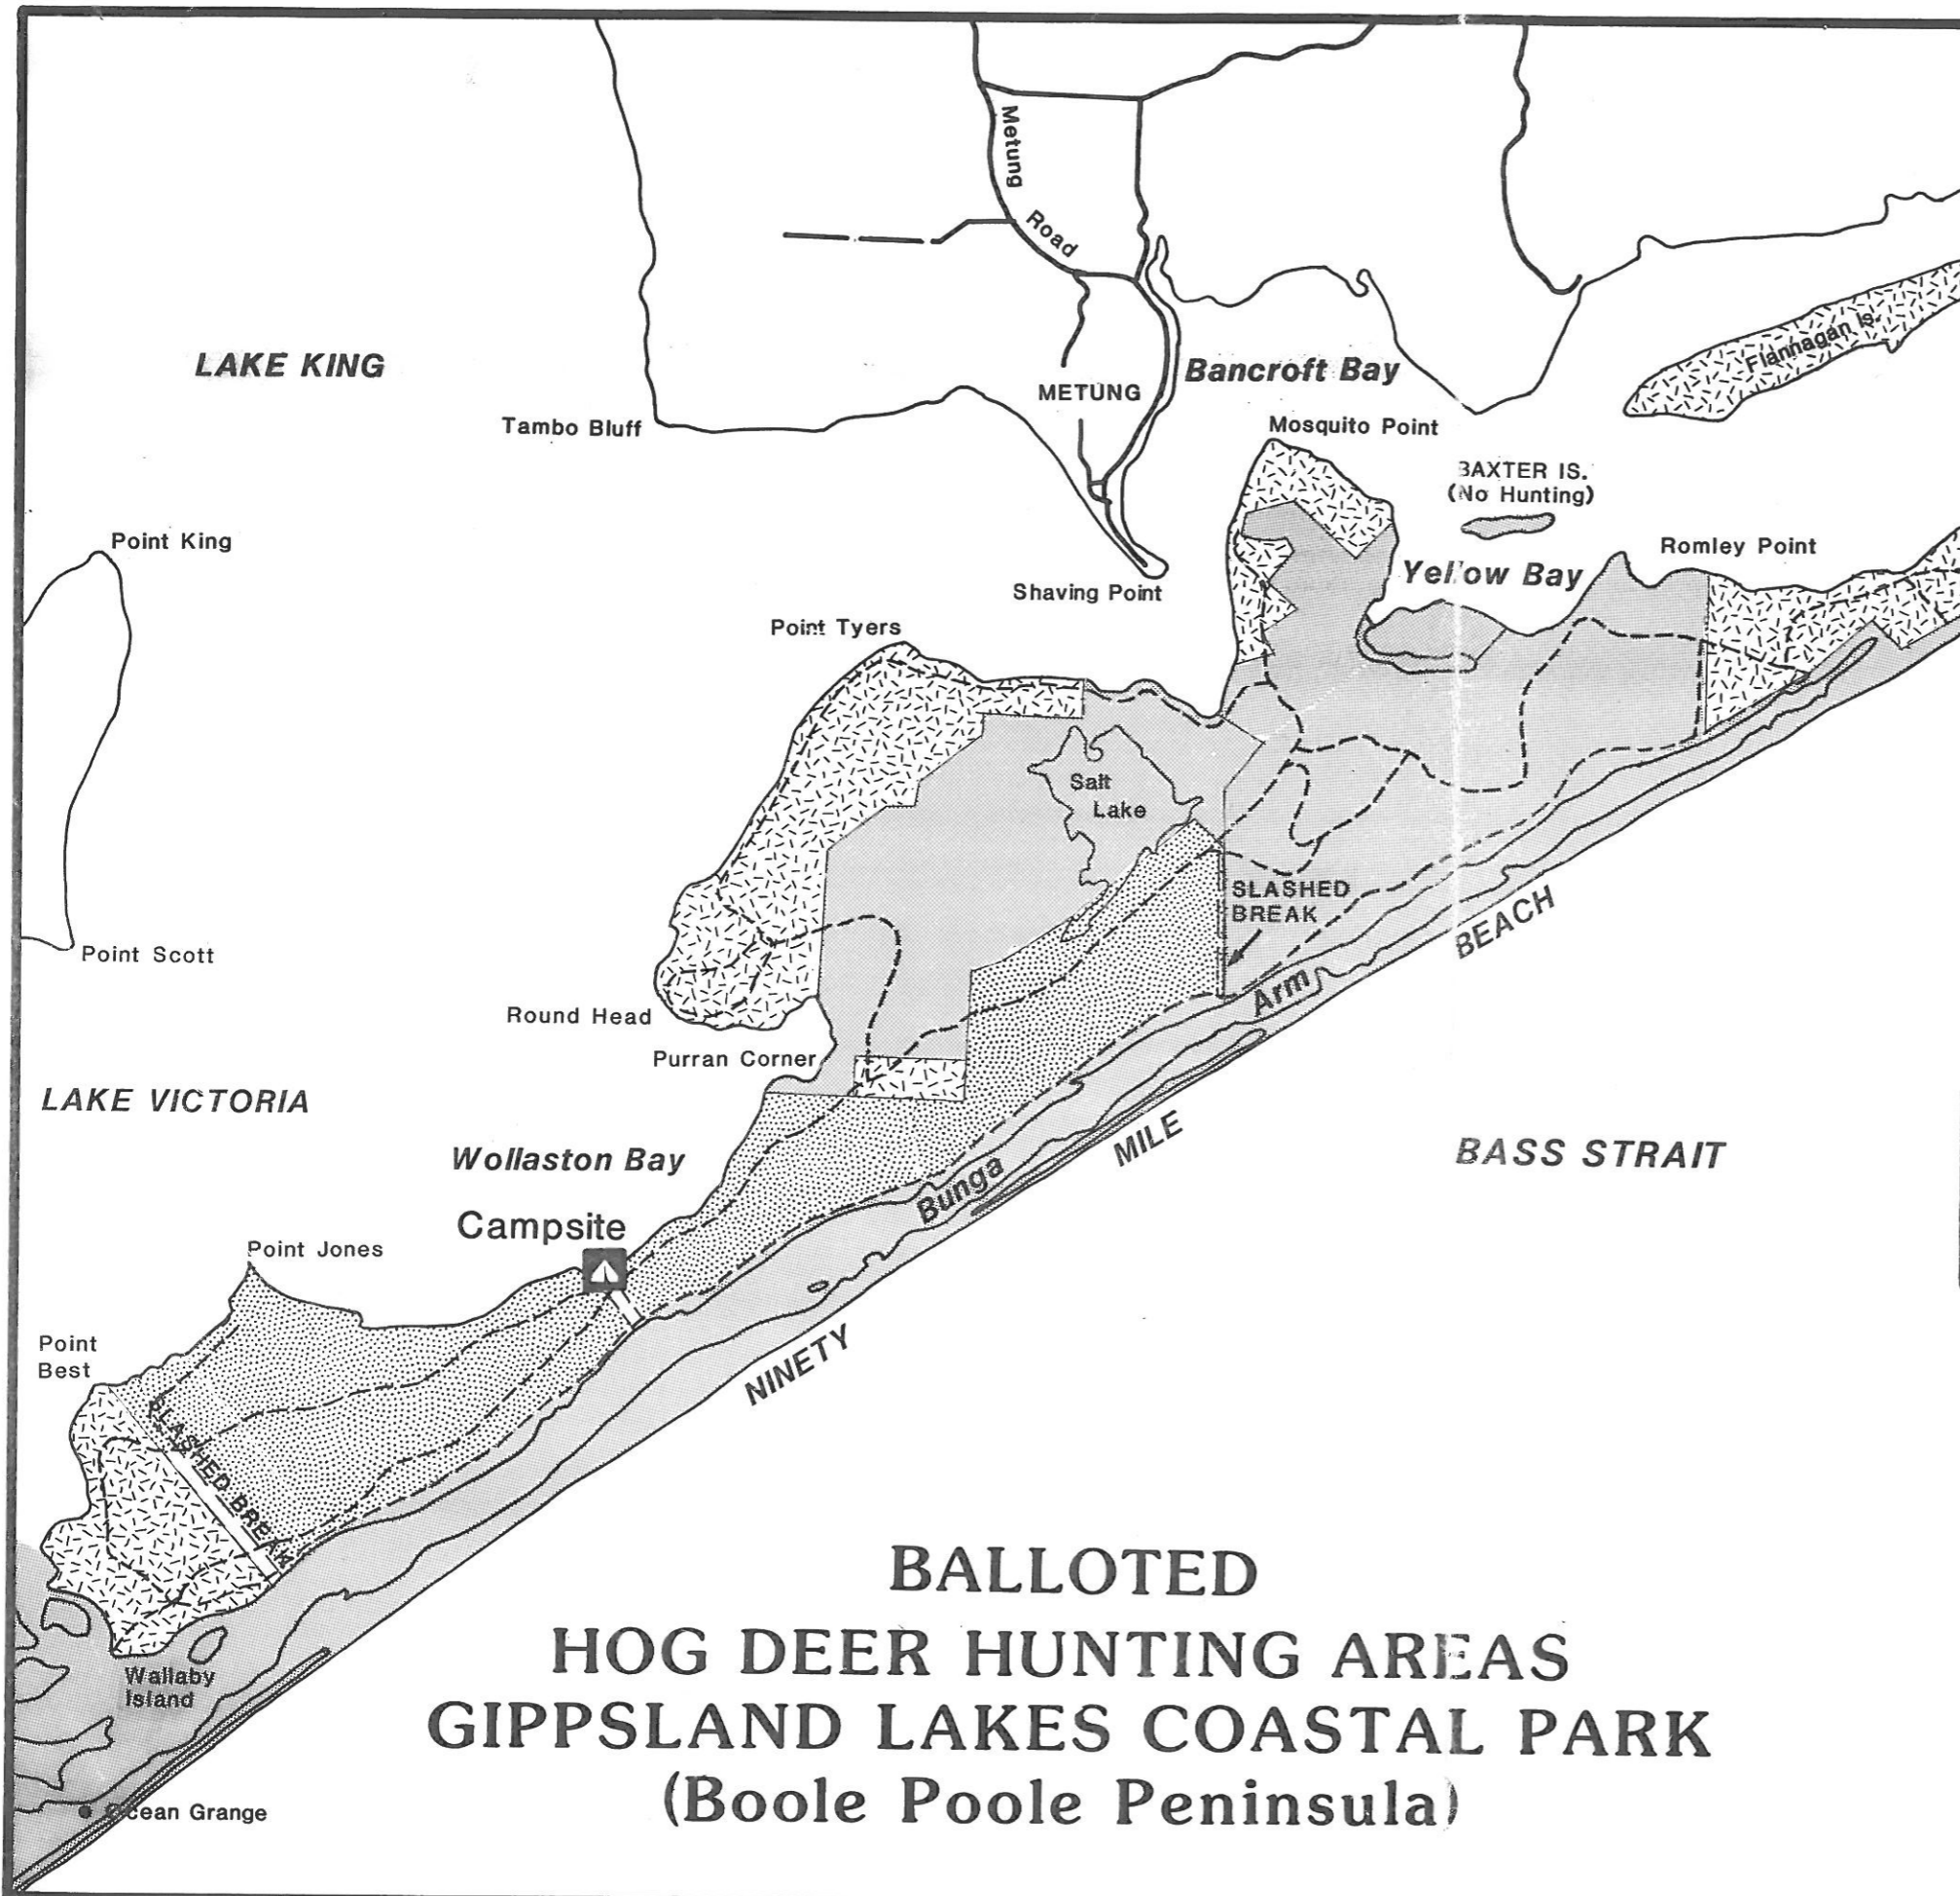 Metung
Road
LAKE KING
Bancroft Bay
Flannagan Is.
METUNG
Tambo Bluff
Mosquito Point
BAXTER IS.
(No Hunting)
Point King
Romley Point
Yellow Bay
Shaving Point
Point Tyers
Salt
Lake
SLASHED
BREAK
BEACH
Point Scott
Arm
Round Head
Purran Corner
LAKE VICTORIA
MILE
BASS STRAIT
Wollaston Bay
Bunga
Campsite
Point Jones
Point
Best
NINETY
SLASHED BREAK
BALLOTED
HOG DEER HUNTING AREAS
Wallaby
Island
GIPPSLAND LAKES COASTAL PARK
(Boole Poole Peninsula)
Ocean Grange